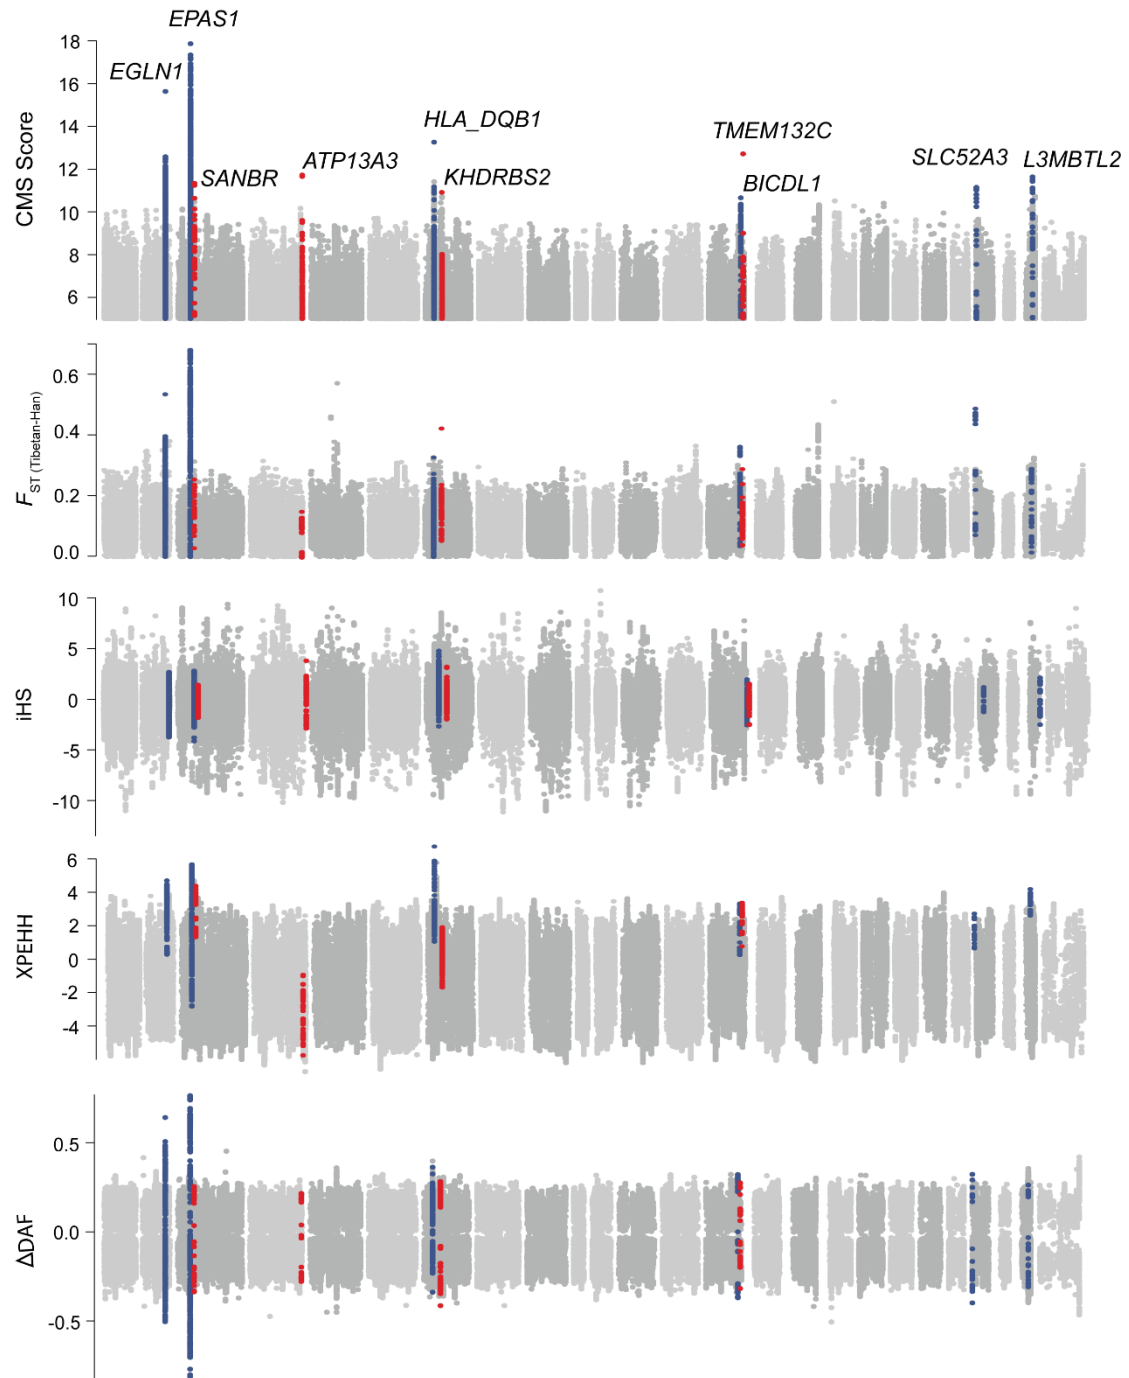 EPAS1
18
EGLN1
16
14
HLA_DQB1
TMEM132C
12
SANBR
ATP13A3
KHDRBS2
BICDL1
SLC52A3
L3MBTL2
10
8
6
CMS Score
0.6
0.4
0.2
0.0
FST (Tibetan-Han)
10
5
0
-5
-10
iHS
6
4
2
0
-2
-4
XPEHH
0.5
0.0
-0.5
ΔDAF